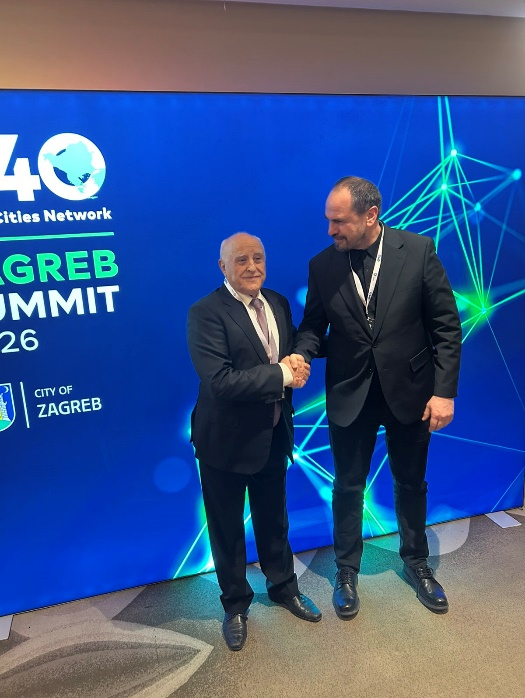 40
Cities Network
AGREB
UMMIT
26
CITY OF
ZAGREB